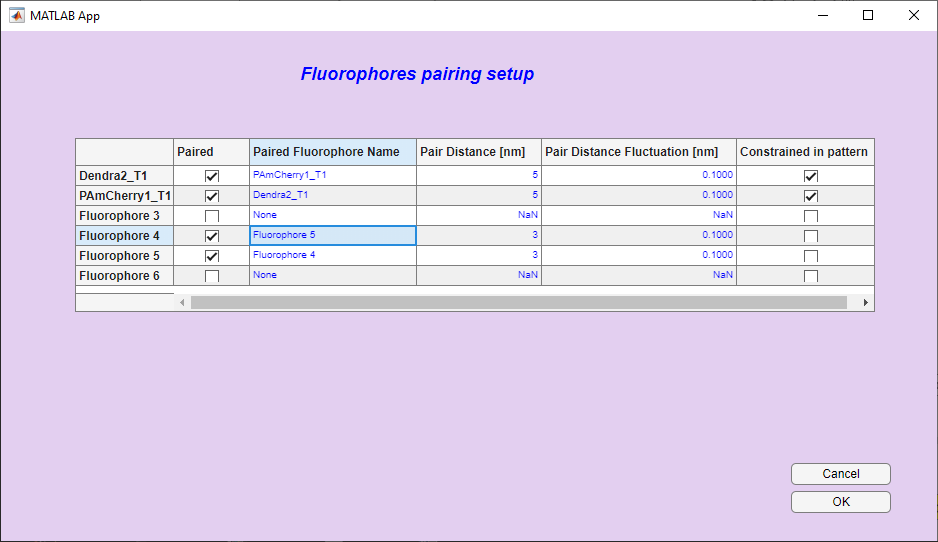 MATLAB App
Fluorophores pairing setup
Paired Paired Fluorophore Name Pair Distance [nm] Pair Distance Fluctuation [nm] Constrained in pattern
Dendra2_T1 PAmCherry1_T1 5 0.1000
PAmCherry1_T1 Dendra2_T1 5 0.1000
Fluorophore 3 None NaN NaN
Fluorophore 4 Fluorophore 5 3 0.1000
Fluorophore 5 Fluorophore 4 3 0.1000
Fluorophore 6 None NaN NaN
Cancel
OK